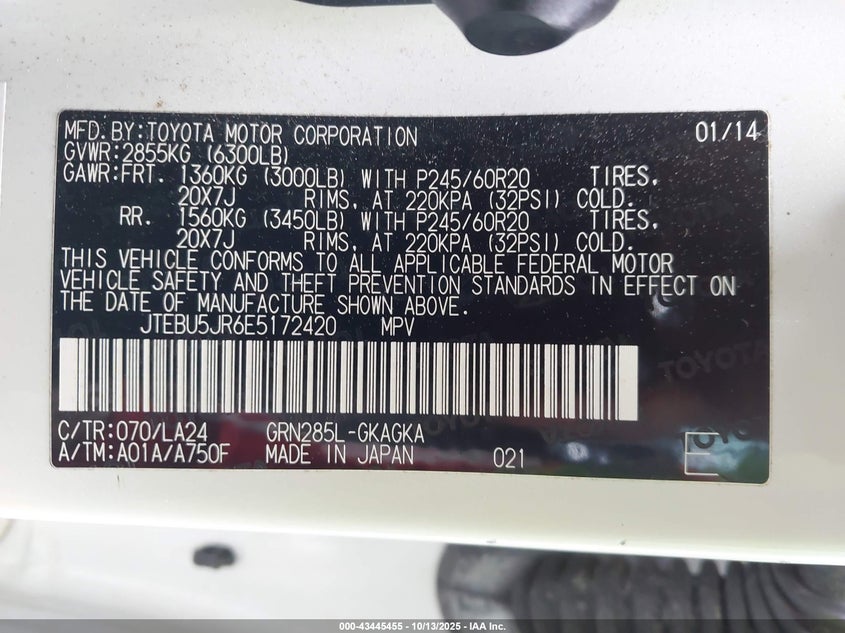 MFD.BY:TOYOTA MOTOR CORPORATION 01/14
GVWR:2855KG (6300LB)
GAWR:FRT. 1360KG (3000LB) WITH P245/60R20 TIRES,
20X7J RIMS, AT 220KPA (32PSI) COLD.
RR. 1560KG (3450LB) WITH P245/60R20 TIRES,
20X7J RIMS, AT 220KPA (32PSI) COLD.
THIS VEHICLE CONFORMS TO ALL APPLICABLE FEDERAL MOTOR
VEHICLE SAFETY AND THEFT PREVENTION STANDARDS IN EFFECT ON
THE DATE OF MANUFACTURE SHOWN ABOVE.
JTEBU5JR6E5172420 MPV
C/TR:070/LA24 GRN285L-GKAGKA
A/TM:A01A/A750F MADE IN JAPAN 021
TOYOTA
000-43445455 - 10/13/2025 - IAA Inc.